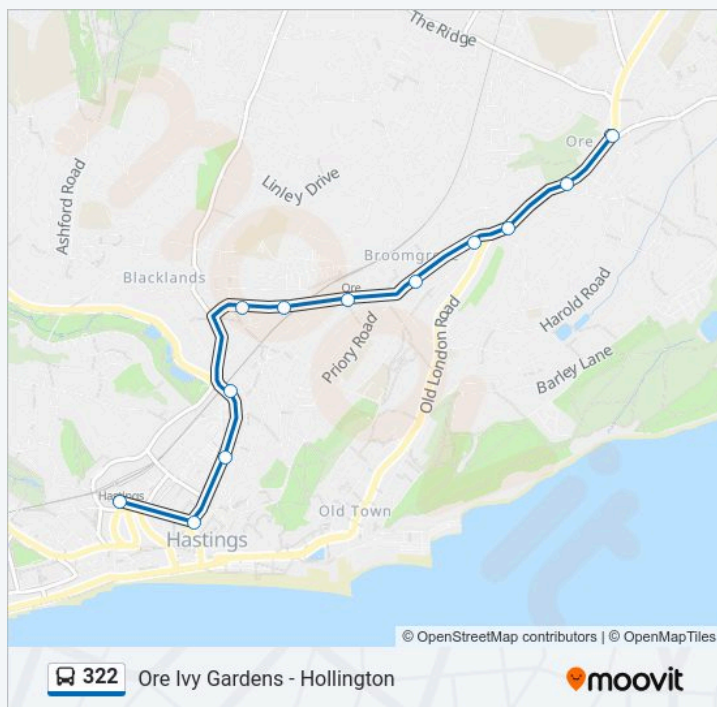 The Ridge
Ore
Ashford Road
Linley Drive
Blacklands
Ore
Harold Road
Priory Road
Old London Road
Barley Lane
Hastings
Old Town
Hastings
© OpenStreetMap contributors | © OpenMapTiles
322 Ore Ivy Gardens - Hollington
moovit